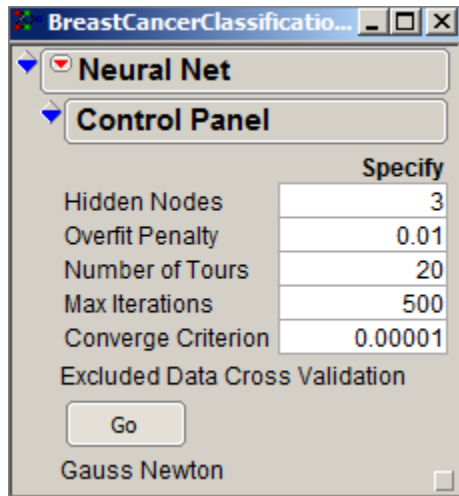 BreastCancerClassificatio...
Neural Net
Control Panel
Specify
Hidden Nodes 3
Overfit Penalty 0.01
Number of Tours 20
Max Iterations 500
Converge Criterion 0.00001
Excluded Data Cross Validation
Go
Gauss Newton